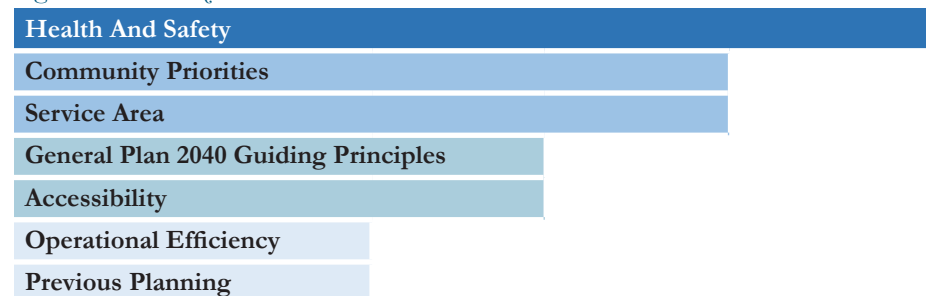 Health And Safety
Community Priorities
Service Area
General Plan 2040 Guiding Principles
Accessibility
Operational Efficiency
Previous Planning